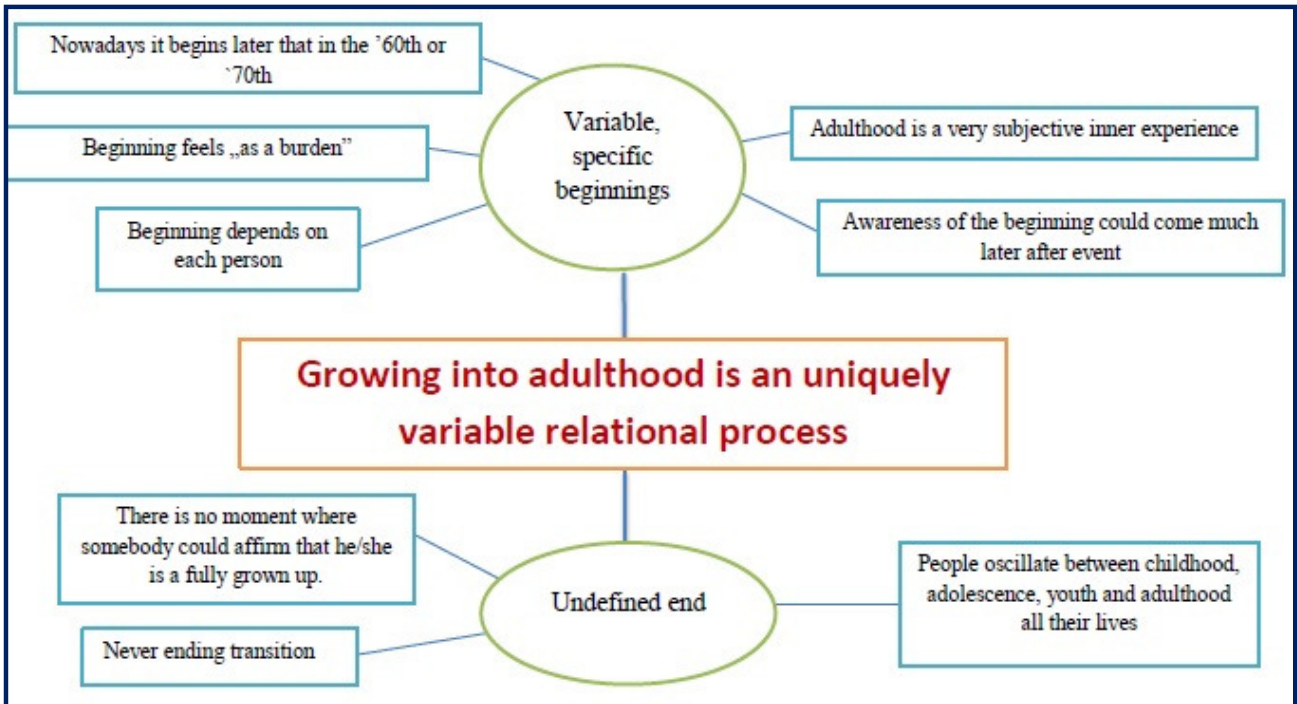 Nowadays it begins later that in the ’60th or
`70th
Beginning feels „as a burden”
Beginning depends on
each person
Variable,
specific
beginnings
Adulthood is a very subjective inner experience
Awareness of the beginning could come much
later after event
Growing into adulthood is an uniquely
variable relational process
There is no moment where
somebody could affirm that he/she
is a fully grown up.
Never ending transition
Undefined end
People oscillate between childhood,
adolescence, youth and adulthood
all their lives